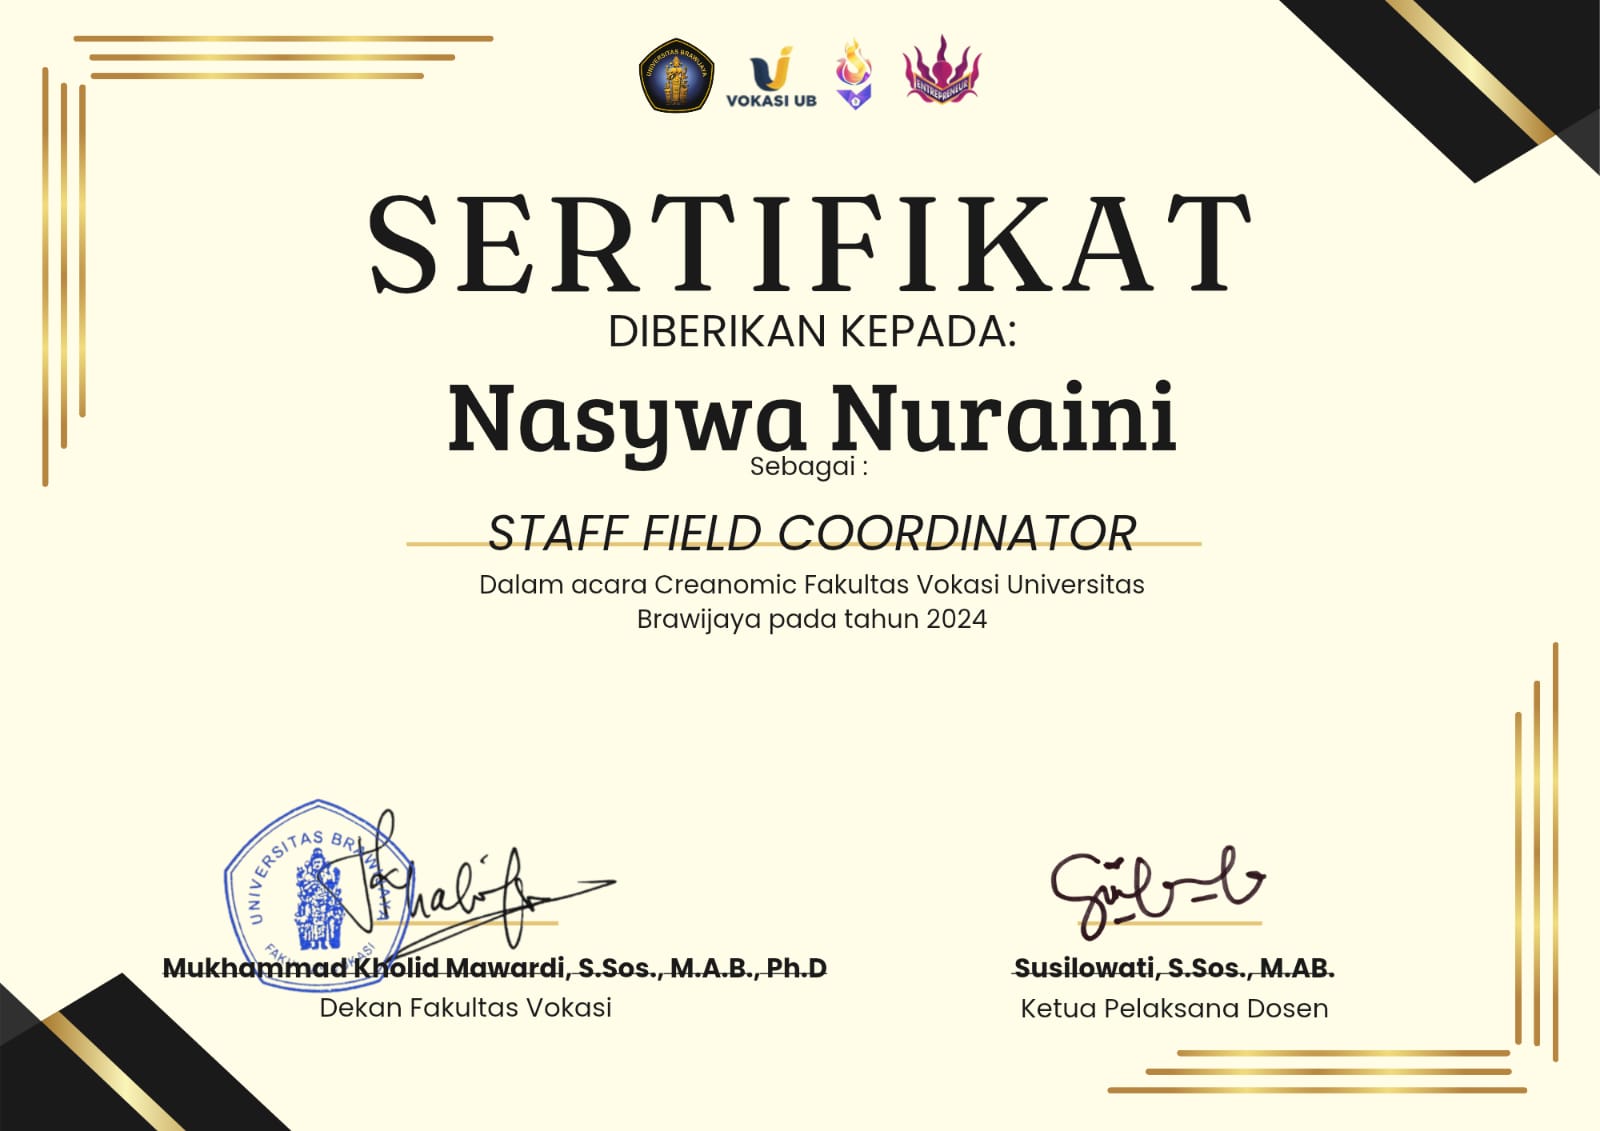 UNIVERSITAS BRAWIJAYA
VOKASI UB
ENTREPRENEUR
SERTIFIKAT
DIBERIKAN KEPADA:
Nasywa Nuraini
Sebagai :
STAFF FIELD COORDINATOR
Dalam acara Creanomic Fakultas Vokasi Universitas
Brawijaya pada tahun 2024
UNIVERSITAS BRAWIJAYA
Mukhammad Kholid Mawardi, S.Sos., M.A.B., Ph.D
Dekan Fakultas Vokasi
Susilowati, S.Sos., M.AB.
Ketua Pelaksana Dosen